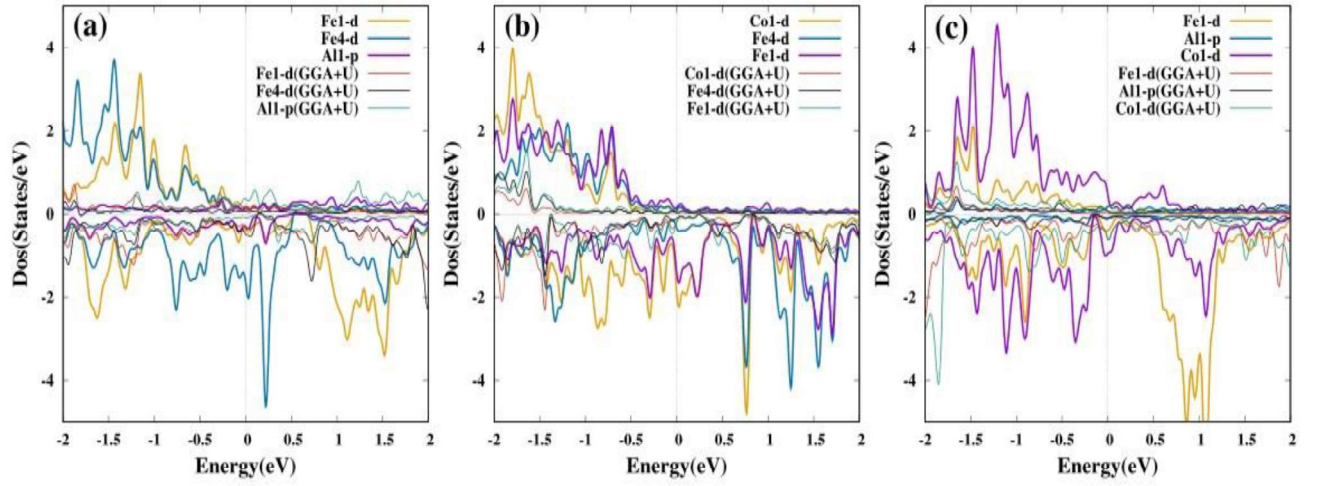 (a)
Fe1-d
Fe4-d
Al1-p
Fe1-d(GGA+U)
Fe4-d(GGA+U)
Al1-p(GGA+U)
Dos(States/eV)
4
2
0
-2
-4
-2 -1.5 -1 -0.5 0 0.5 1 1.5 2
Energy(eV)
(b)
Co1-d
Fe4-d
Fe1-d
Co1-d(GGA+U)
Fe4-d(GGA+U)
Fe1-d(GGA+U)
Dos(States/eV)
4
2
0
-2
-4
-2 -1.5 -1 -0.5 0 0.5 1 1.5 2
Energy(eV)
(c)
Fe1-d
Al1-p
Co1-d
Fe1-d(GGA+U)
Al1-p(GGA+U)
Co1-d(GGA+U)
Dos(States/eV)
4
2
0
-2
-4
-2 -1.5 -1 -0.5 0 0.5 1 1.5 2
Energy(eV)